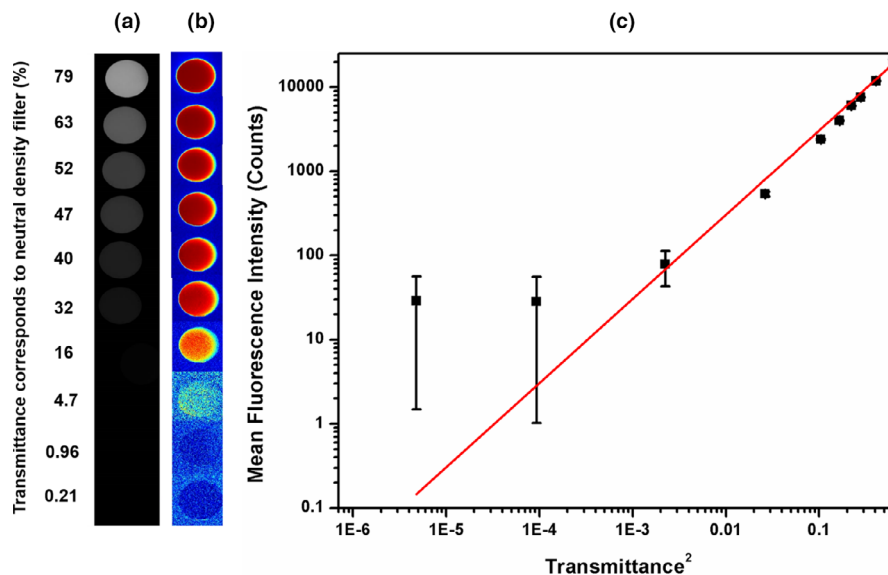 (a)
(b)
(c)
Transmittance corresponds to neutral density filter (%)
79
63
52
47
40
32
16
4.7
0.96
0.21
Mean Fluorescence Intensity (Counts)
10000
1000
100
10
1
0.1
1E-6
1E-5
1E-4
1E-3
0.01
0.1
Transmittance²